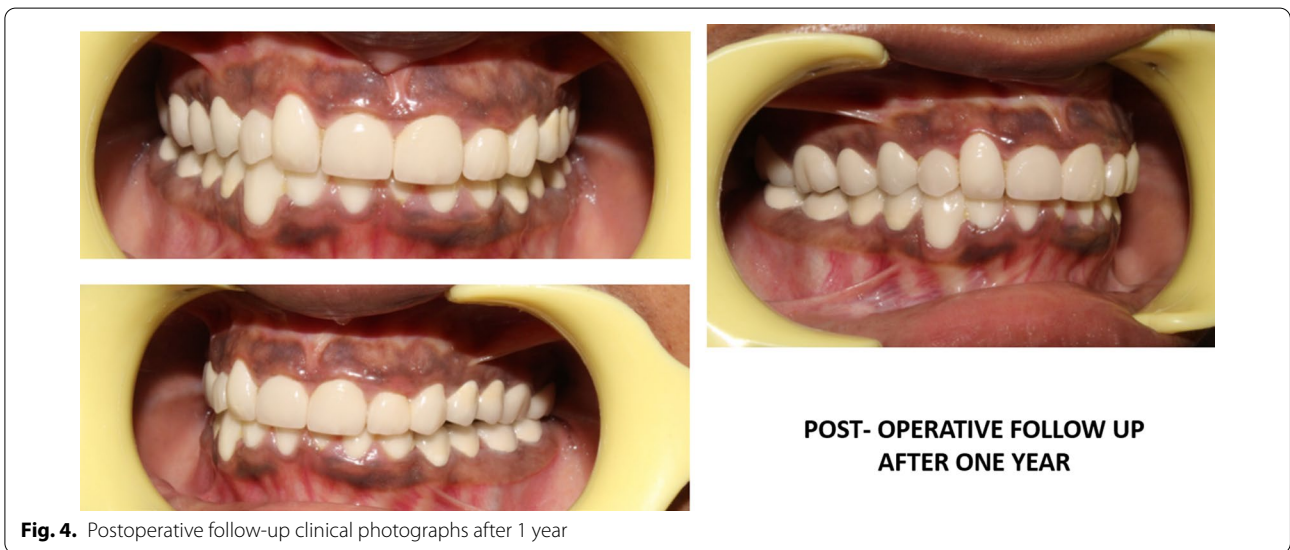 POST- OPERATIVE FOLLOW UP
AFTER ONE YEAR
Fig. 4. Postoperative follow-up clinical photographs after 1 year